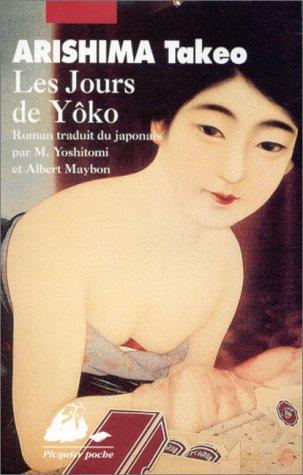 ARISHIMA Takeo
Les Jours
de Yôko
Roman traduit du japonais
par M. Yoshitomi
et Albert Maybon
Picquier poche